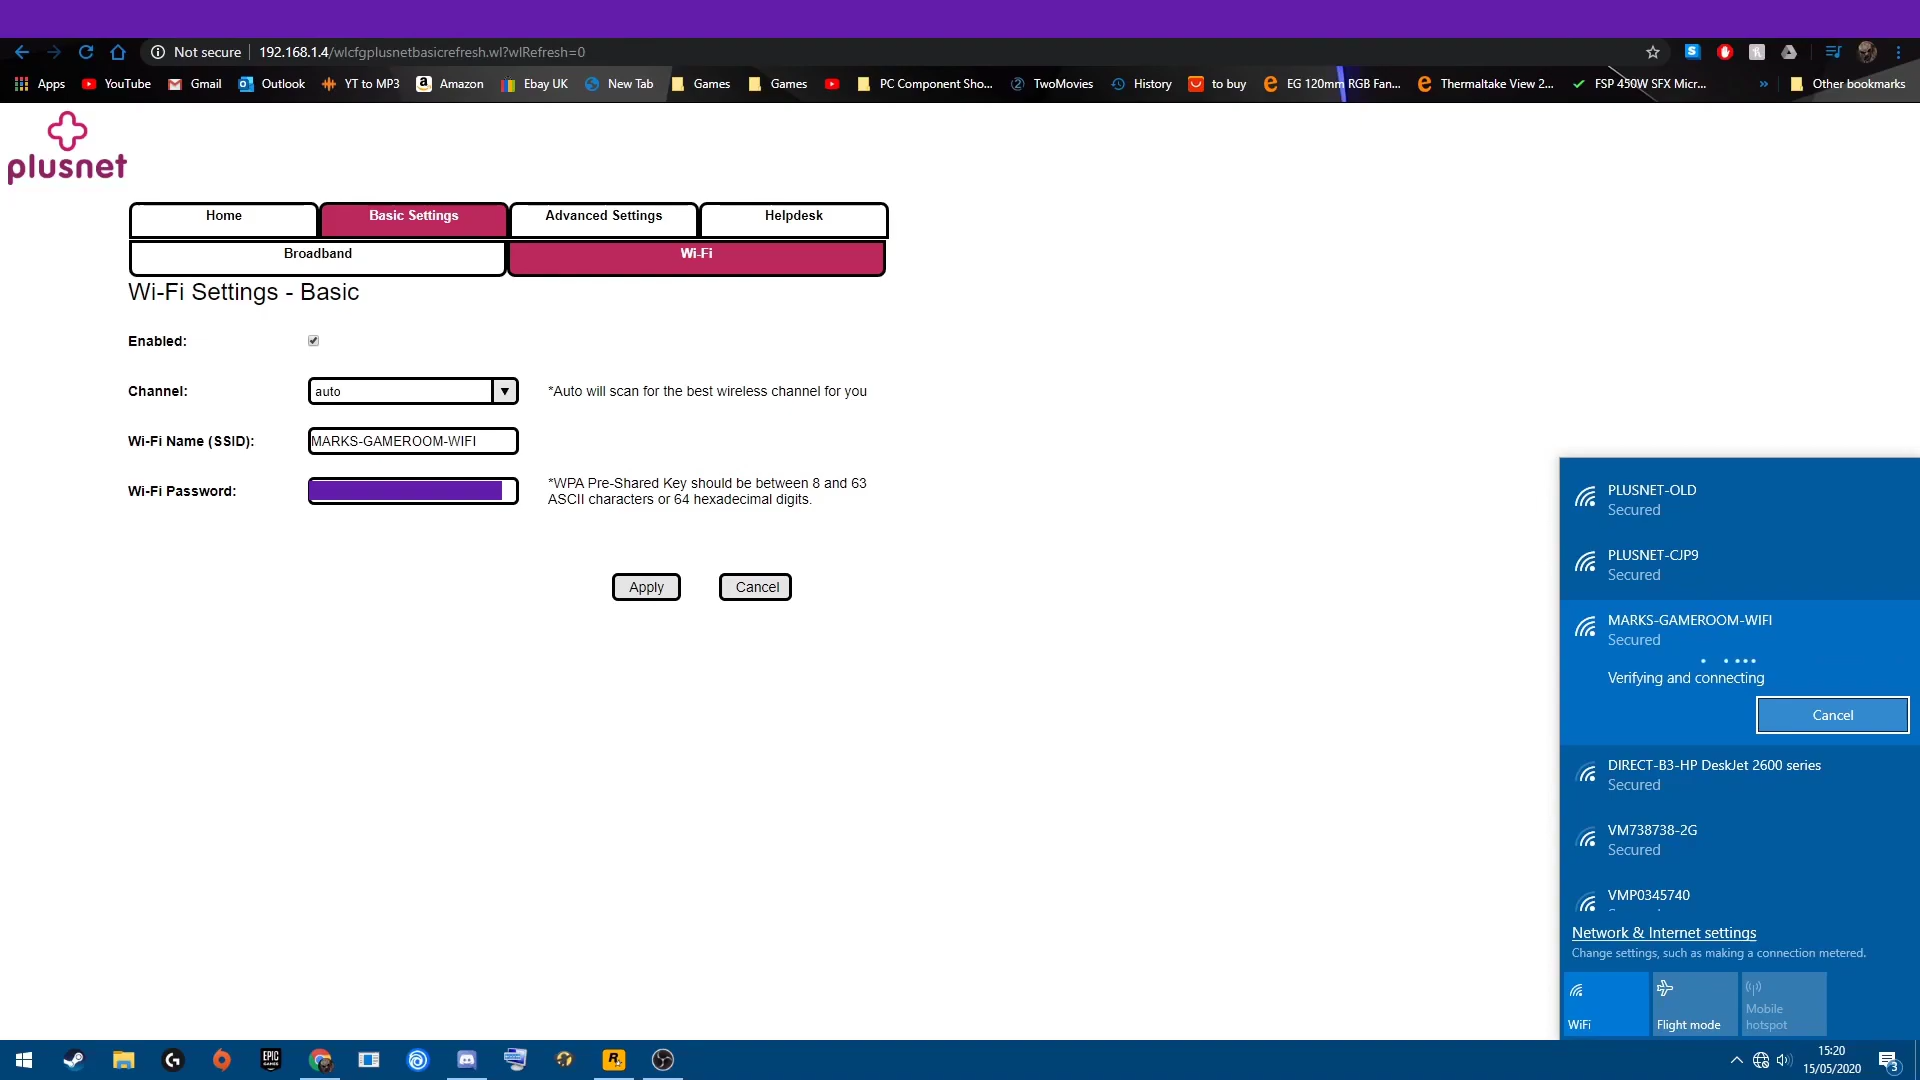 Not secure
192.168.1.4/wlcfgplusnetbasicrefresh.wl?wlRefresh=0
Apps
YouTube
Gmail
Outlook
YT to MP3
Amazon
Ebay UK
New Tab
Games
Games
PC Component Sho...
TwoMovies
History
to buy
EG 120mm RGB Fan...
Thermaltake View 2...
FSP 450W SFX Micr...
»
Other bookmarks
plusnet
Home
Basic Settings
Advanced Settings
Helpdesk
Broadband
Wi-Fi
Wi-Fi Settings - Basic
Enabled:
Channel:
auto
*Auto will scan for the best wireless channel for you
Wi-Fi Name (SSID):
MARKS-GAMEROOM-WIFI
Wi-Fi Password:
*WPA Pre-Shared Key should be between 8 and 63
ASCII characters or 64 hexadecimal digits.
Apply
Cancel
PLUSNET-OLD
Secured
PLUSNET-CJP9
Secured
MARKS-GAMEROOM-WIFI
Secured
Verifying and connecting
Cancel
DIRECT-B3-HP DeskJet 2600 series
Secured
VM738738-2G
Secured
VMP0345740
Network & Internet settings
Change settings, such as making a connection metered.
WiFi
Flight mode
Mobile
hotspot
EPIC
GAMES
15:20
15/05/2020
3